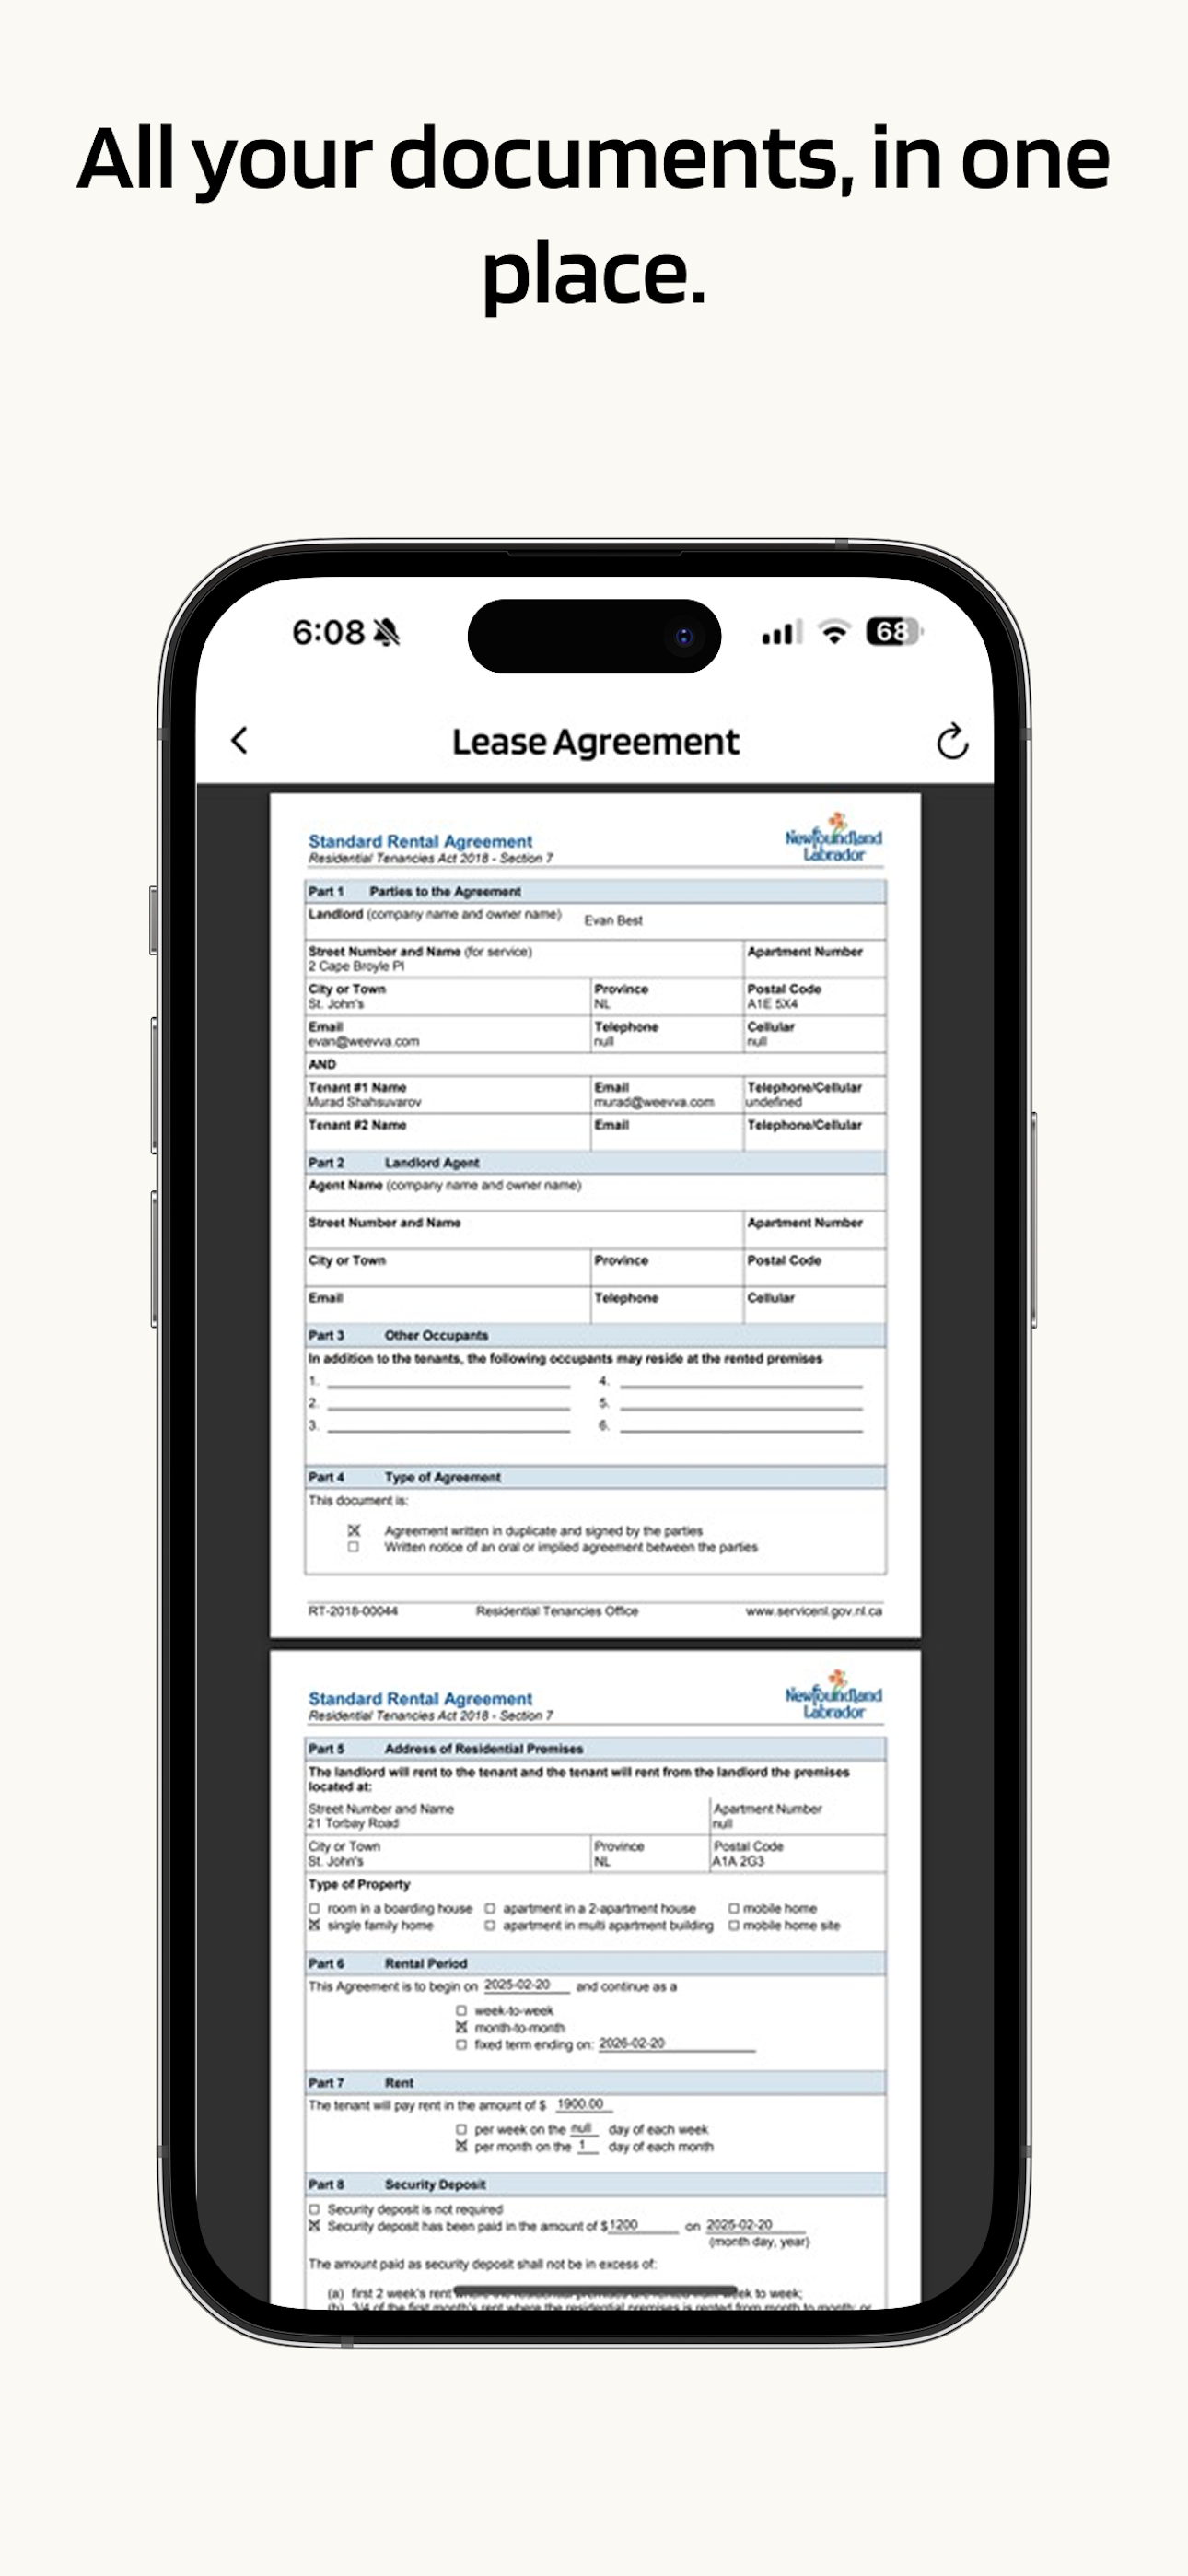 All your documents, in one
place.
6:08 68
Lease Agreement
Standard Rental Agreement
Residential Tenancies Act 2018 - Section 7
Newfoundland
Labrador
Part 1 Parties to the Agreement
Landlord (company name and owner name) Evan Best
Street Number and Name (for service) Apartment Number
2 Cape Broyle Pl
City or Town Province Postal Code
St. John's NL A1E 5X4
Email Telephone Cellular
evan@weevva.com null null
AND
Tenant #1 Name Email Telephone/Cellular
Murad Shahsuvarov murad@weevva.com undefined
Tenant #2 Name Email Telephone/Cellular
Part 2 Landlord Agent
Agent Name (company name and owner name)
Street Number and Name Apartment Number
City or Town Province Postal Code
Email Telephone Cellular
Part 3 Other Occupants
In addition to the tenants, the following occupants may reside at the rented premises
1. 4.
2. 5.
3. 6.
Part 4 Type of Agreement
This document is:
Agreement written in duplicate and signed by the parties
Written notice of an oral or implied agreement between the parties
RT-2018-00044 Residential Tenancies Office www.servicenl.gov.nl.ca
Standard Rental Agreement
Residential Tenancies Act 2018 - Section 7
Newfoundland
Labrador
Part 5 Address of Residential Premises
The landlord will rent to the tenant and the tenant will rent from the landlord the premises
located at:
Street Number and Name Apartment Number
21 Torbay Road null
City or Town Province Postal Code
St. John's NL A1A 2G3
Type of Property
room in a boarding house apartment in a 2-apartment house mobile home
single family home apartment in multi apartment building mobile home site
Part 6 Rental Period
This Agreement is to begin on 2025-02-20 and continue as a
week-to-week
month-to-month
fixed term ending on: 2026-02-20
Part 7 Rent
The tenant will pay rent in the amount of $ 1900.00
per week on the null day of each week
per month on the 1 day of each month
Part 8 Security Deposit
Security deposit is not required
Security deposit has been paid in the amount of $1200 on 2025-02-20
(month day, year)
The amount paid as security deposit shall not be in excess of:
(a) first 2 week's rent where the residential premises are rented from week to week;
(b) 3/4 of the first month's rent where the residential premises is rented from month to month; or